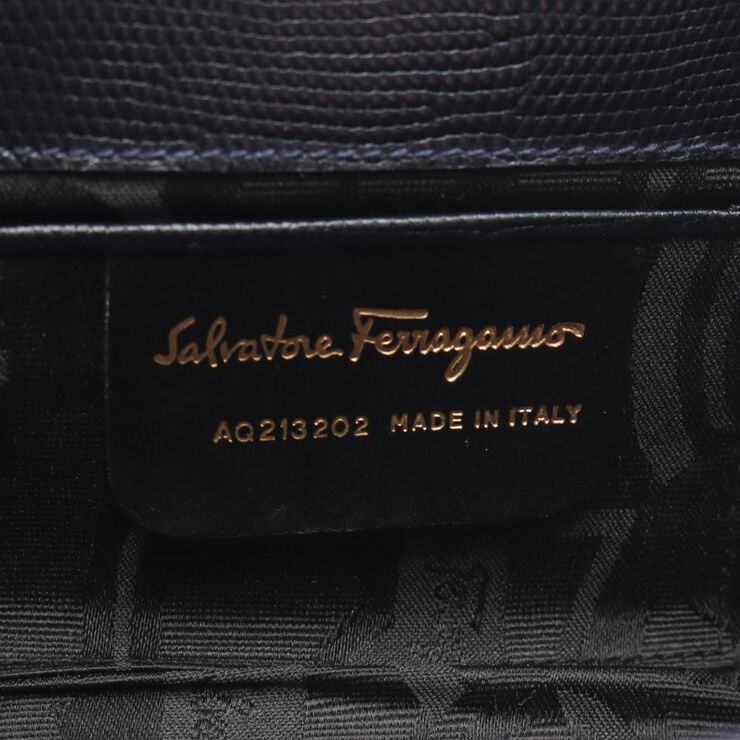 Salvatore Ferragamo
AQ213202 MADE IN ITALY